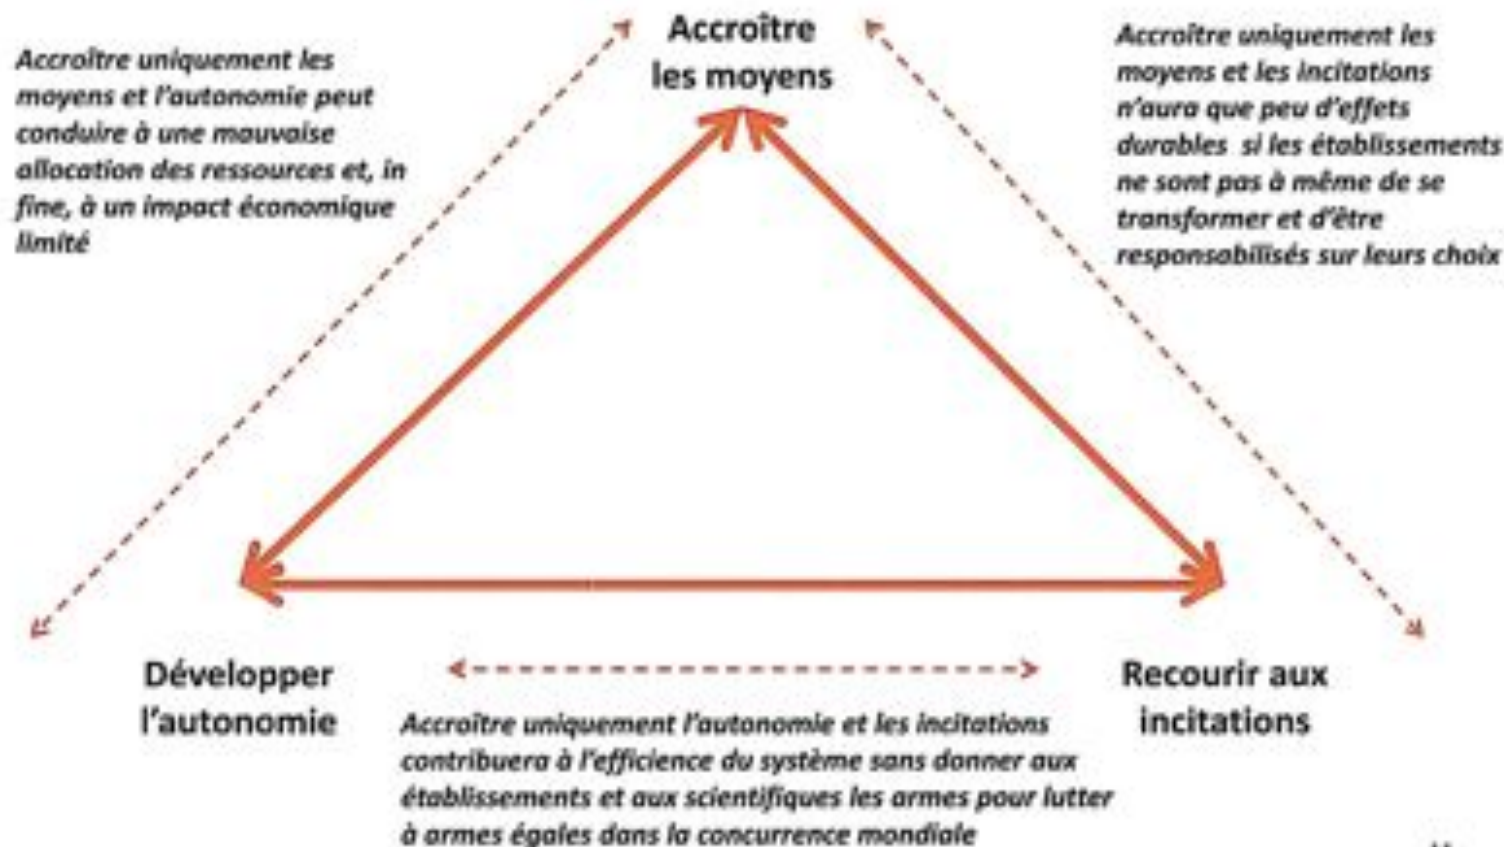 Accroître
les moyens
Accroître uniquement les
moyens et l'autonomie peut
conduire à une mauvaise
allocation des ressources et, in
fine, à un impact économique
limité
Accroître uniquement les
moyens et les incitations
n'aura que peu d'effets
durables si les établissements
ne sont pas à même de se
transformer et d'être
responsabilisés sur leurs choix
Développer
l'autonomie
Recourir aux
incitations
Accroître uniquement l'autonomie et les incitations
contribuera à l'efficience du système sans donner aux
établissements et aux scientifiques les armes pour lutter
à armes égales dans la concurrence mondiale